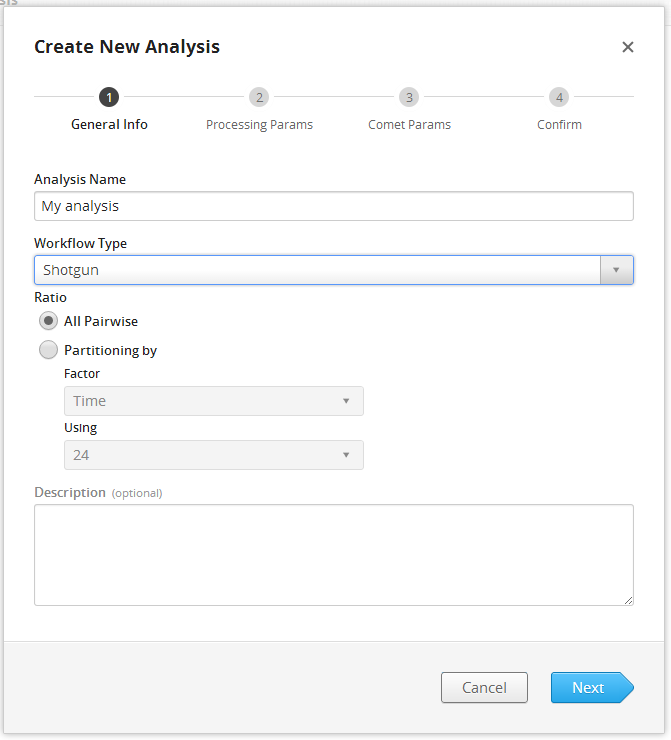 Create New Analysis
1 2 3 4
General Info Processing Params Comet Params Confirm
Analysis Name
My analysis
Workflow Type
Shotgun
Ratio
All Pairwise
Partitioning by
Factor
Time
Using
24
Description (optional)
Cancel Next